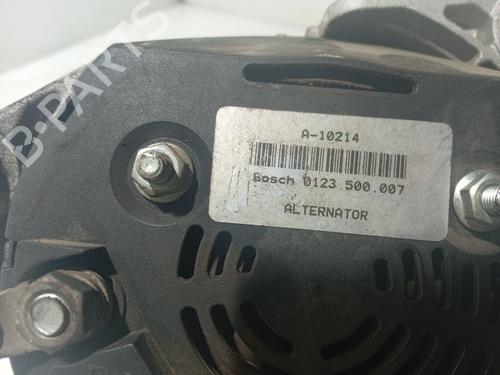 B-PARTS
A-10214
Bosch 0123.500.007
ALTERNATOR